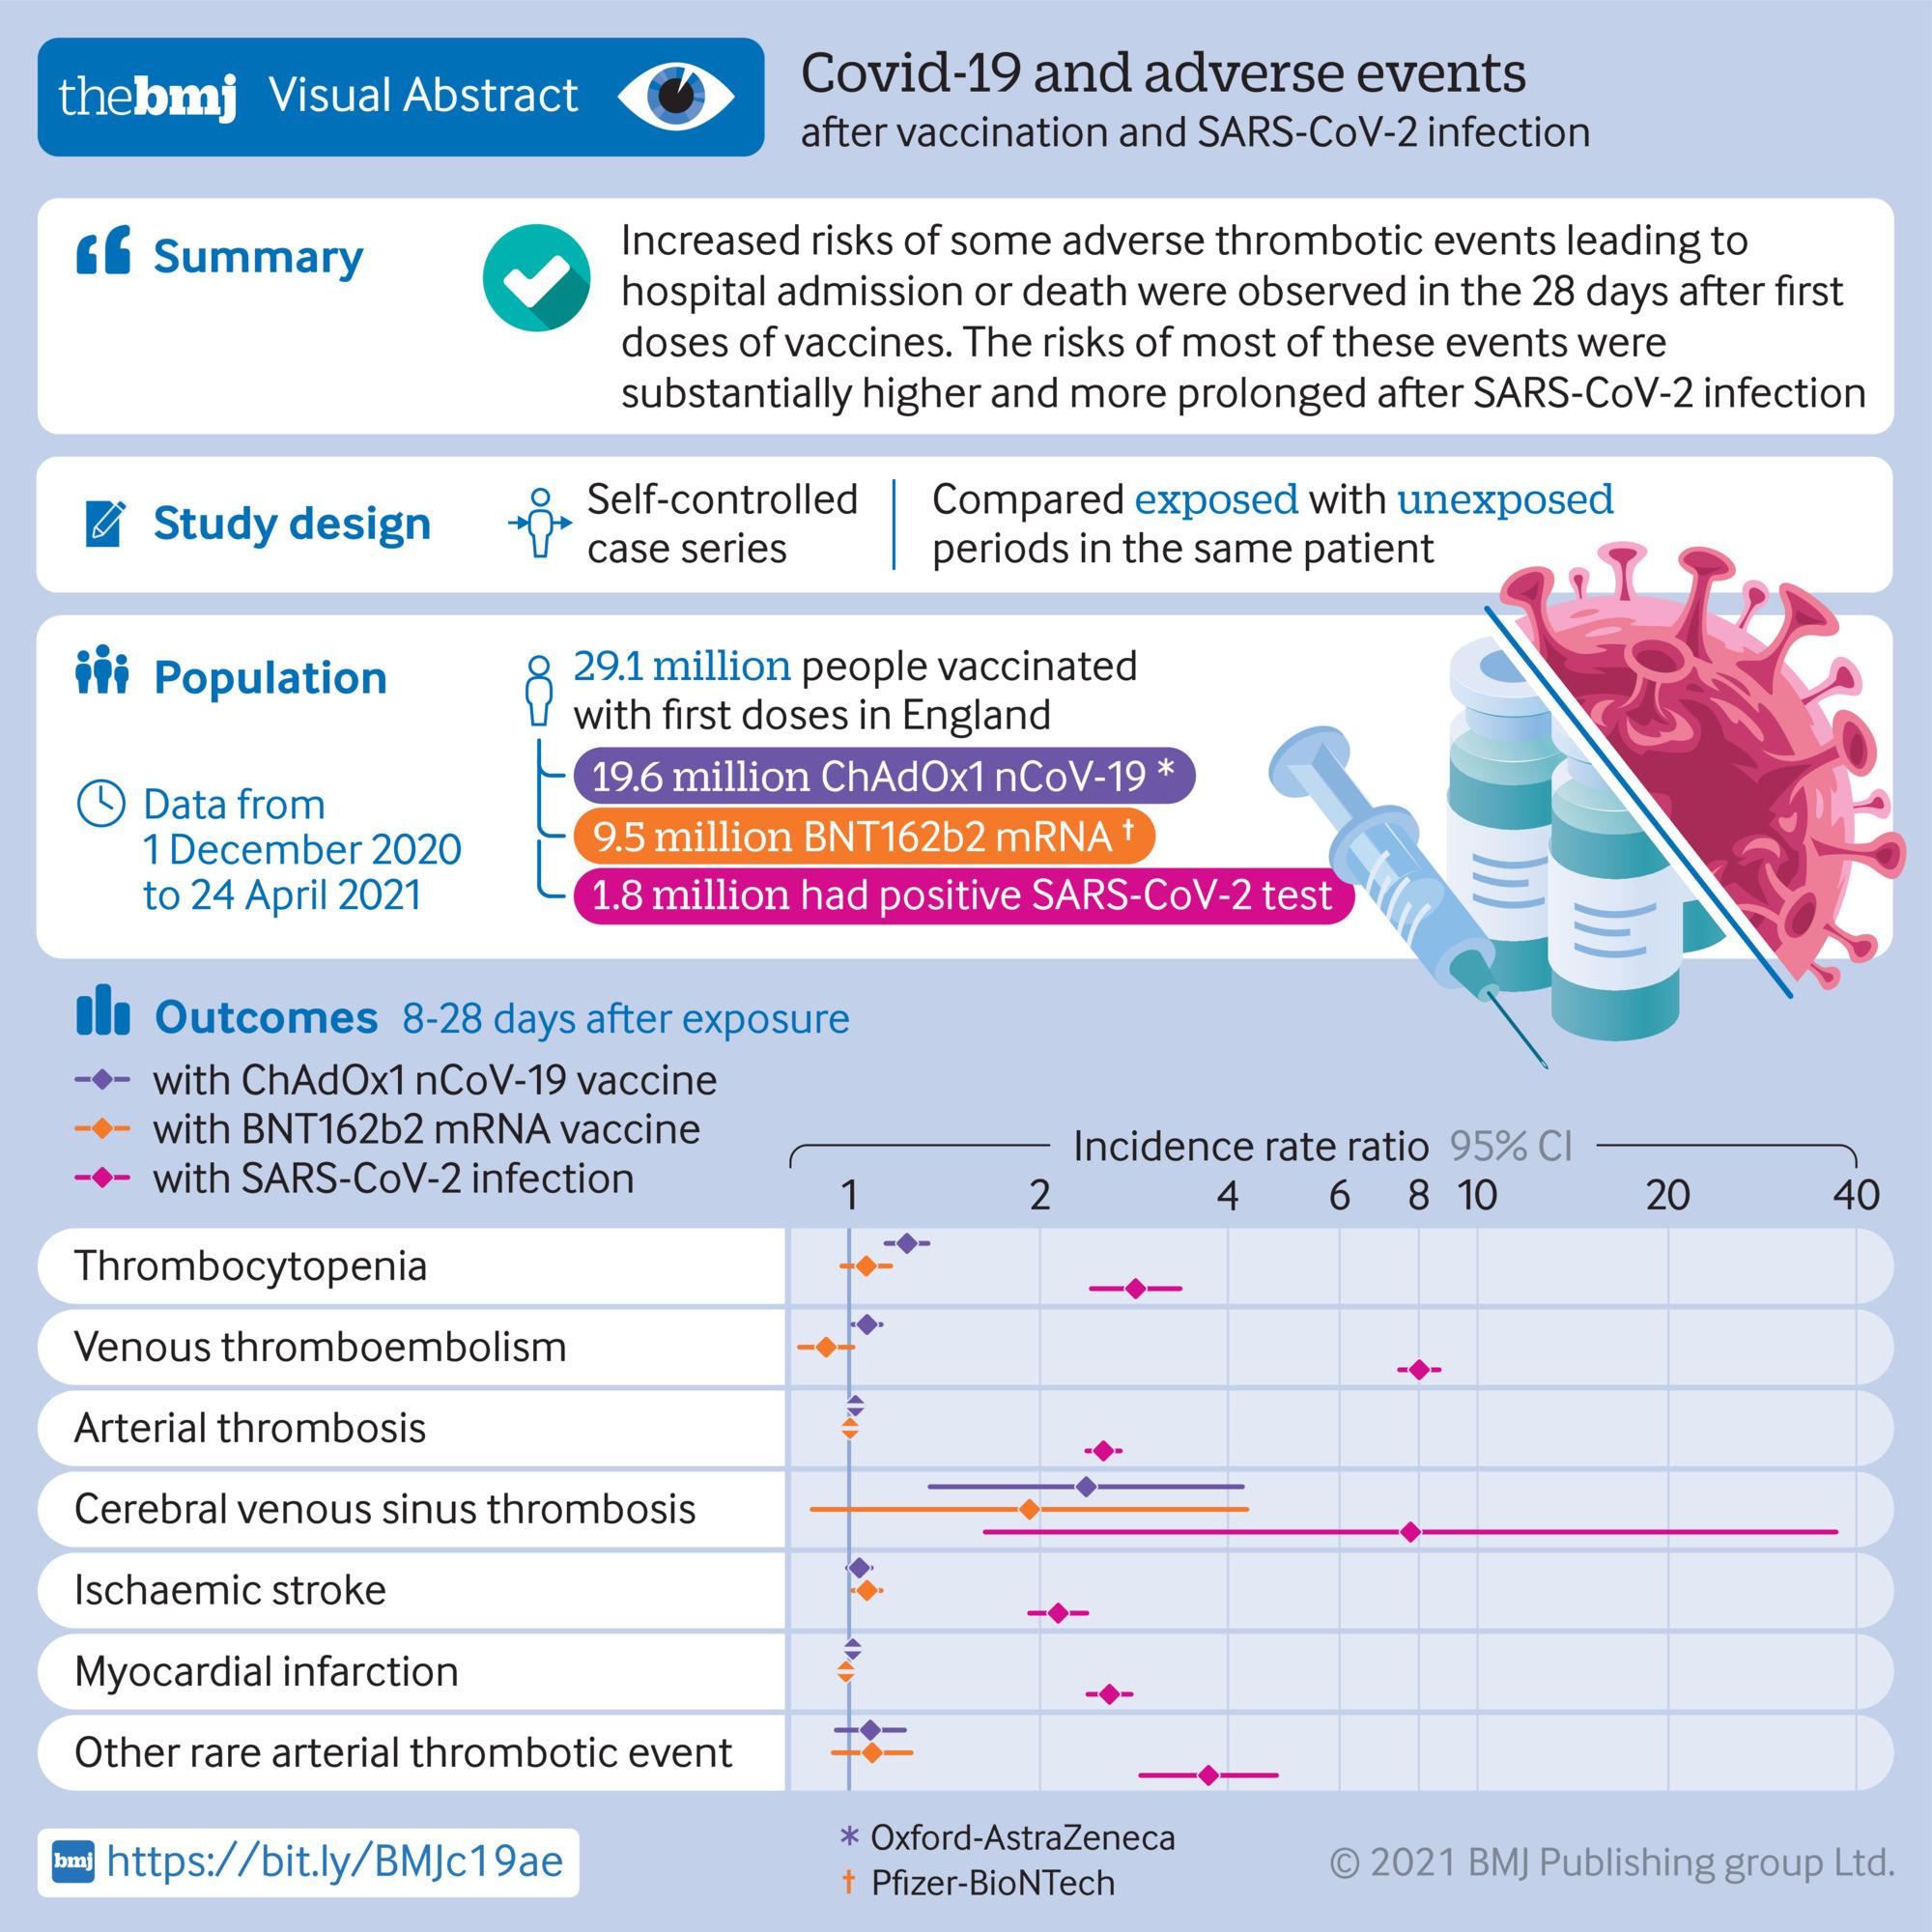 thebmj Visual Abstract
Covid-19 and adverse events
after vaccination and SARS-CoV-2 infection
Summary
Increased risks of some adverse thrombotic events leading to
hospital admission or death were observed in the 28 days after first
doses of vaccines. The risks of most of these events were
substantially higher and more prolonged after SARS-CoV-2 infection
Study design
Self-controlled
case series
Compared exposed with unexposed
periods in the same patient
Population
Data from
1 December 2020
to 24 April 2021
29.1 million people vaccinated
with first doses in England
19.6 million ChAdOx1 nCoV-19 *
9.5 million BNT162b2 mRNA †
1.8 million had positive SARS-CoV-2 test
Outcomes 8-28 days after exposure
with ChAdOx1 nCoV-19 vaccine
with BNT162b2 mRNA vaccine
with SARS-CoV-2 infection
Incidence rate ratio 95% CI
1 2 4 6 8 10 20 40
Thrombocytopenia
Venous thromboembolism
Arterial thrombosis
Cerebral venous sinus thrombosis
Ischaemic stroke
Myocardial infarction
Other rare arterial thrombotic event
bmj https://bit.ly/BMJc19ae
* Oxford-AstraZeneca
† Pfizer-BioNTech
© 2021 BMJ Publishing group Ltd.